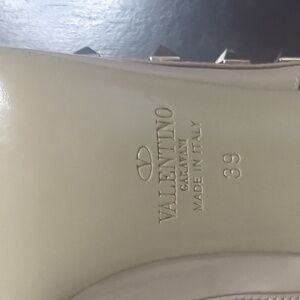 VALENTINO
GARAVANI
MADE IN ITALY
39